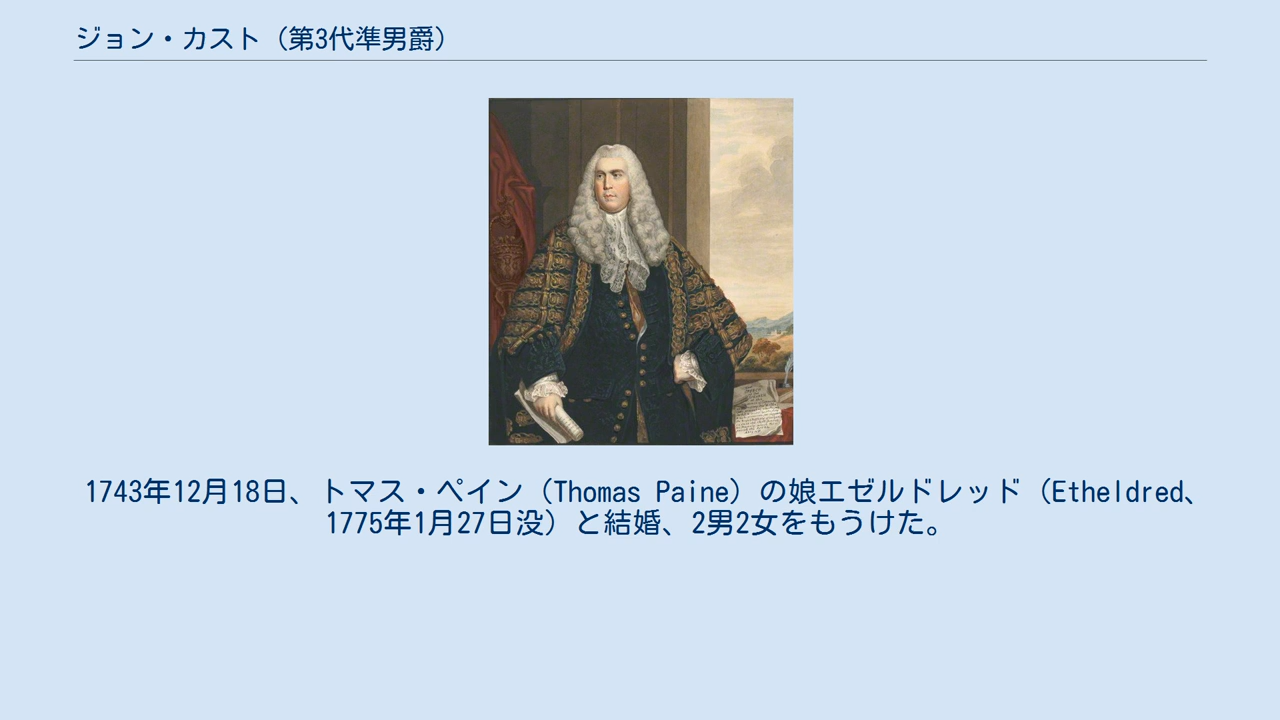 ジョン・カスト（第3代準男爵）
1743年12月18日、トマス・ペイン（Thomas Paine）の娘エゼルドレッド（Etheldred、
1775年1月27日没）と結婚、2男2女をもうけた。